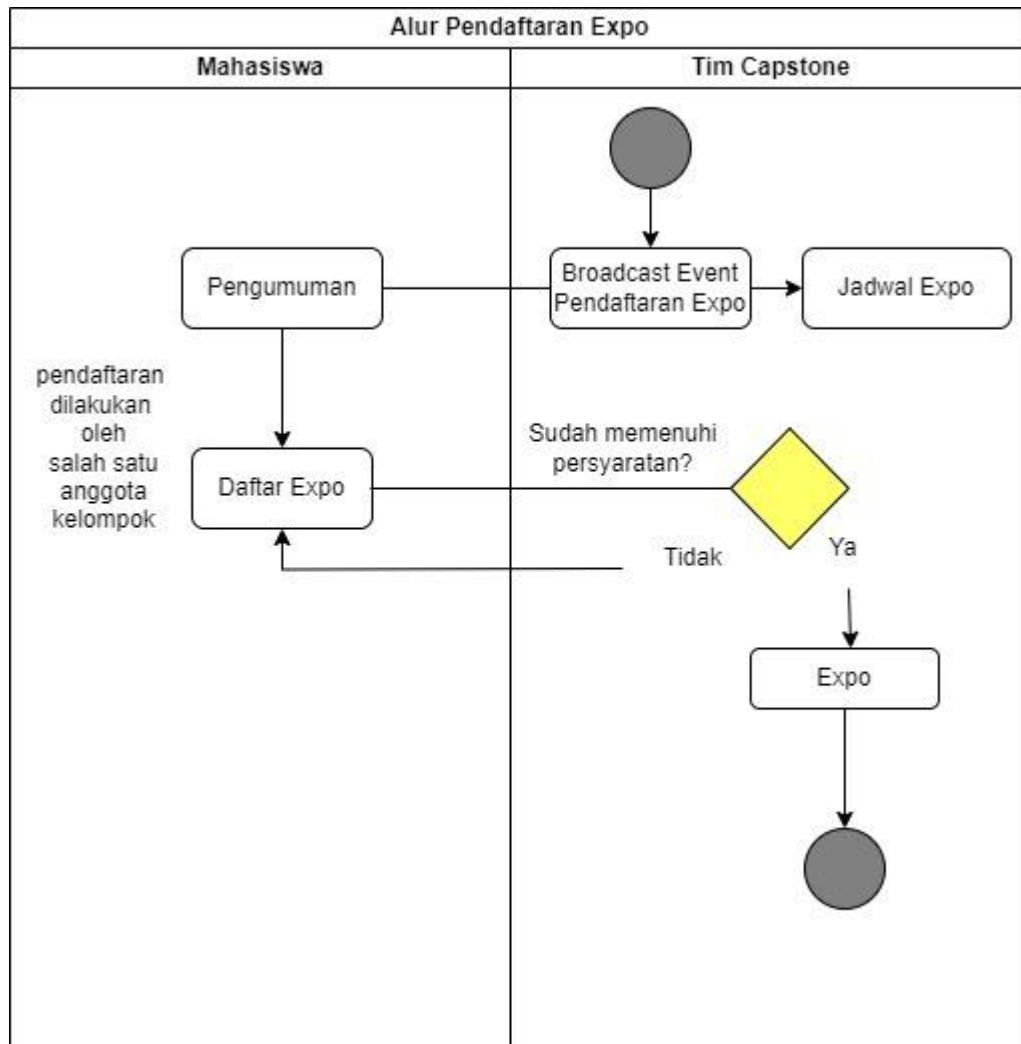 Alur Pendaftaran Expo
Mahasiswa
Tim Capstone
Pengumuman
Broadcast Event
Pendaftaran Expo
Jadwal Expo
pendaftaran
dilakukan
oleh
salah satu
anggota
kelompok
Daftar Expo
Sudah memenuhi
persyaratan?
Tidak
Ya
Expo